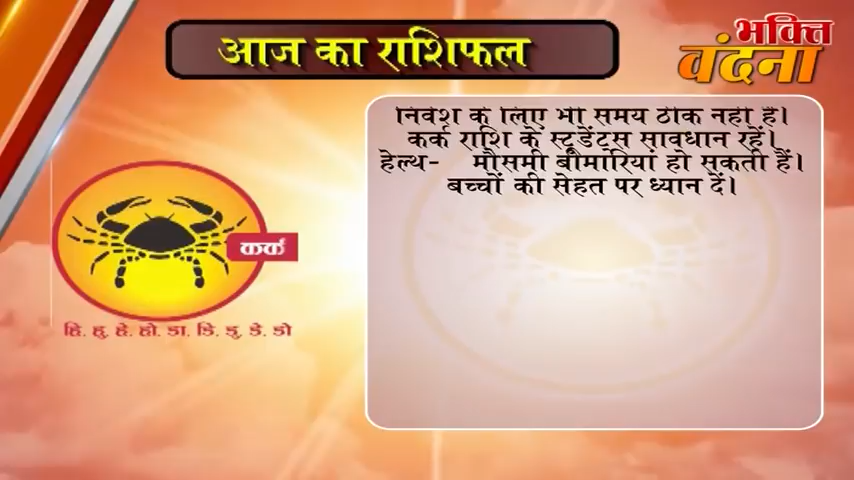 आज का राशिफल
भक्ति
वंदना
निवेश के लिए भी समय ठीक नहीं है।
कर्क राशि के स्टूडेंट्स सावधान रहें।
हेल्थ- मौसमी बीमारियां हो सकती हैं।
बच्चों की सेहत पर ध्यान दें।
कर्क
हि. हु. हे. हो. डा. डि. डु. डे. डो